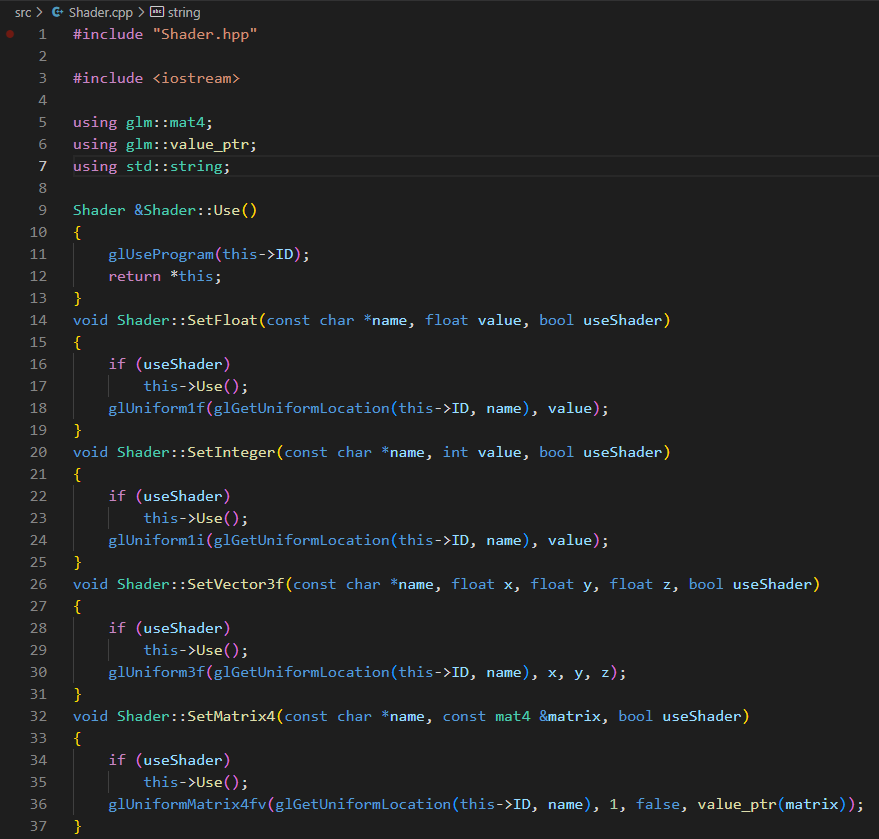 src > Shader.cpp > abc string
1 #include "Shader.hpp"
2
3 #include <iostream>
4
5 using glm::mat4;
6 using glm::value_ptr;
7 using std::string;
8
9 Shader &Shader::Use()
10 {
11     glUseProgram(this->ID);
12     return *this;
13 }
14 void Shader::SetFloat(const char *name, float value, bool useShader)
15 {
16     if (useShader)
17         this->Use();
18     glUniform1f(glGetUniformLocation(this->ID, name), value);
19 }
20 void Shader::SetInteger(const char *name, int value, bool useShader)
21 {
22     if (useShader)
23         this->Use();
24     glUniform1i(glGetUniformLocation(this->ID, name), value);
25 }
26 void Shader::SetVector3f(const char *name, float x, float y, float z, bool useShader)
27 {
28     if (useShader)
29         this->Use();
30     glUniform3f(glGetUniformLocation(this->ID, name), x, y, z);
31 }
32 void Shader::SetMatrix4(const char *name, const mat4 &matrix, bool useShader)
33 {
34     if (useShader)
35         this->Use();
36     glUniformMatrix4fv(glGetUniformLocation(this->ID, name), 1, false, value_ptr(matrix));
37 }